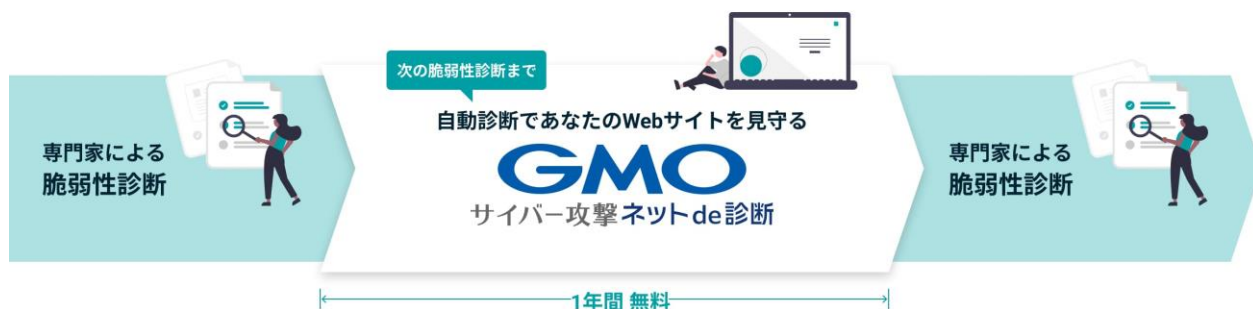 専門家による
脆弱性診断
次の脆弱性診断まで
自動診断であなたのWebサイトを見守る
GMO
サイバー攻撃ネットde診断
1年間 無料
専門家による
脆弱性診断